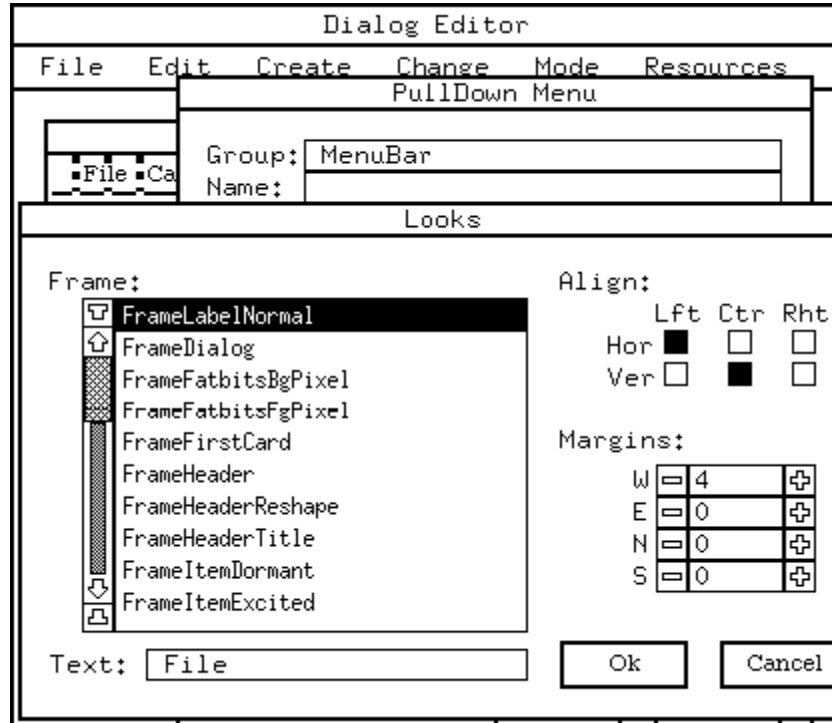 Dialog Editor
File Edit Create Change Mode Resources
PullDown Menu
Group: MenuBar
File Ca
Name:
Looks
Frame:
Align:
Lft Ctr Rht
Hor
Ver
FrameLabelNormal
FrameDialog
FrameFatbitsBgPixel
FrameFatbitsFgPixel
FrameFirstCard
FrameHeader
FrameHeaderReshape
FrameHeaderTitle
FrameItemDormant
FrameItemExcited
Margins:
W 4
E 0
N 0
S 0
Text: File
Ok Cancel